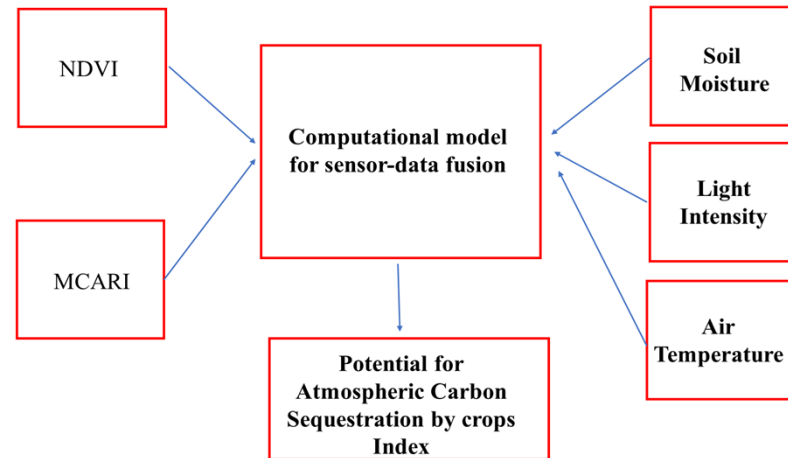 NDVI
MCARI
Computational model
for sensor-data fusion
Potential for
Atmospheric Carbon
Sequestration by crops
Index
Soil
Moisture
Light
Intensity
Air
Temperature